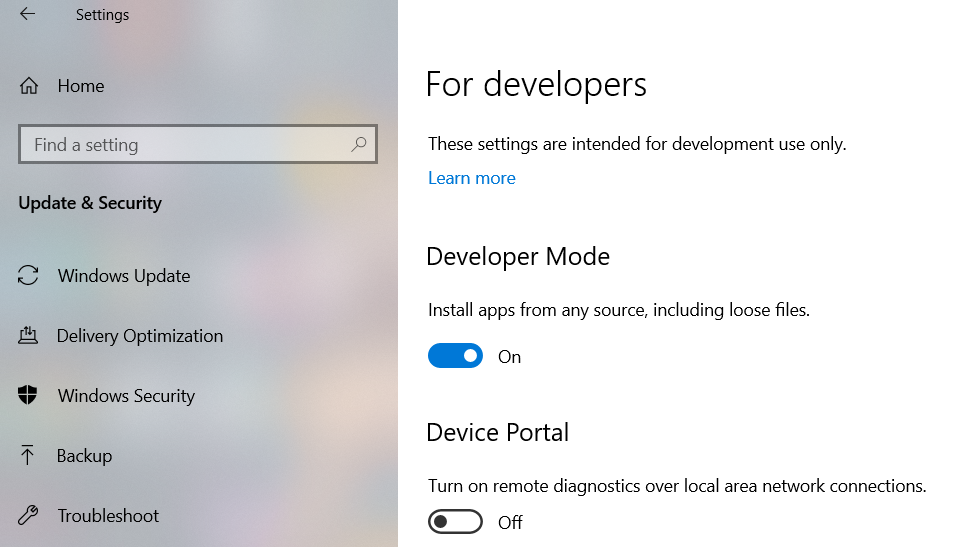 Settings
Home
Find a setting
Update & Security
Windows Update
Delivery Optimization
Windows Security
Backup
Troubleshoot
For developers
These settings are intended for development use only.
Learn more
Developer Mode
Install apps from any source, including loose files.
On
Device Portal
Turn on remote diagnostics over local area network connections.
Off